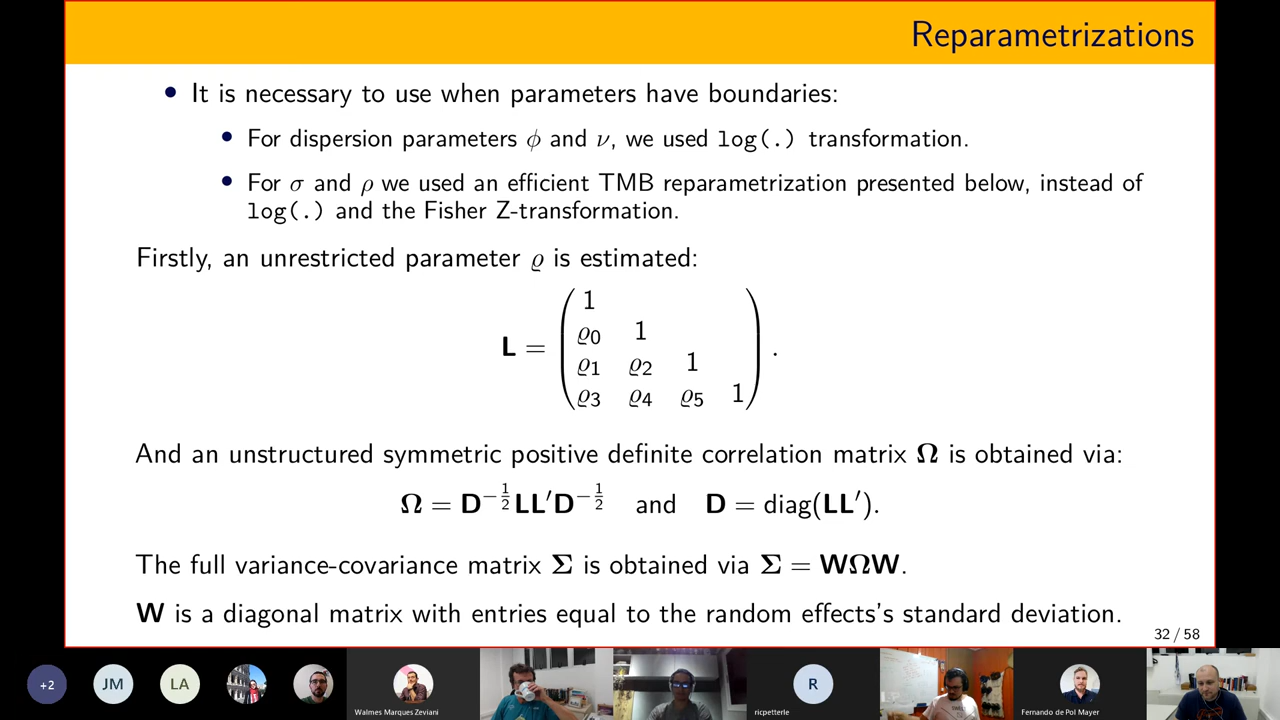 Reparametrizations
• It is necessary to use when parameters have boundaries:
• For dispersion parameters ϕ and ν, we used log(.) transformation.
• For σ and ρ we used an efficient TMB reparametrization presented below, instead of
log(.) and the Fisher Z-transformation.
Firstly, an unrestricted parameter ϱ is estimated:
1
ϱ0 1
L = ϱ1 ϱ2 1 .
ϱ3 ϱ4 ϱ5 1
And an unstructured symmetric positive definite correlation matrix Ω is obtained via:
Ω = D^{-1/2}LL′D^{-1/2} and D = diag(LL′).
The full variance-covariance matrix Σ is obtained via Σ = WΩW.
W is a diagonal matrix with entries equal to the random effects's standard deviation.
32 / 58
+2 JM LA R
Walmes Marques Zeviani ricpetterle Fernando de Pol Mayer